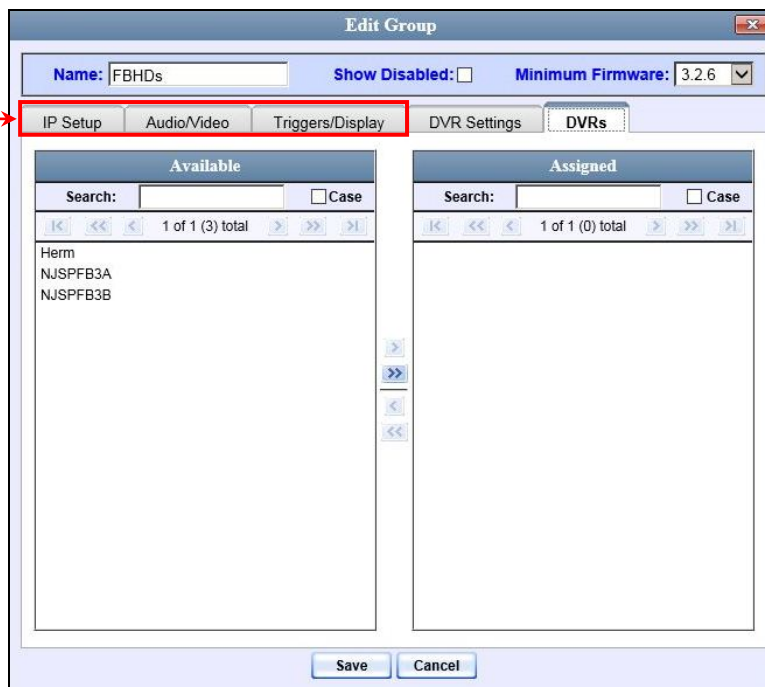 Edit Group
Name: FBHDs Show Disabled: Minimum Firmware: 3.2.6
IP Setup Audio/Video Triggers/Display DVR Settings DVRs
Available Assigned
Search: Case Search: Case
1 of 1 (3) total 1 of 1 (0) total
Herm
NJSPFB3A
NJSPFB3B
Save Cancel